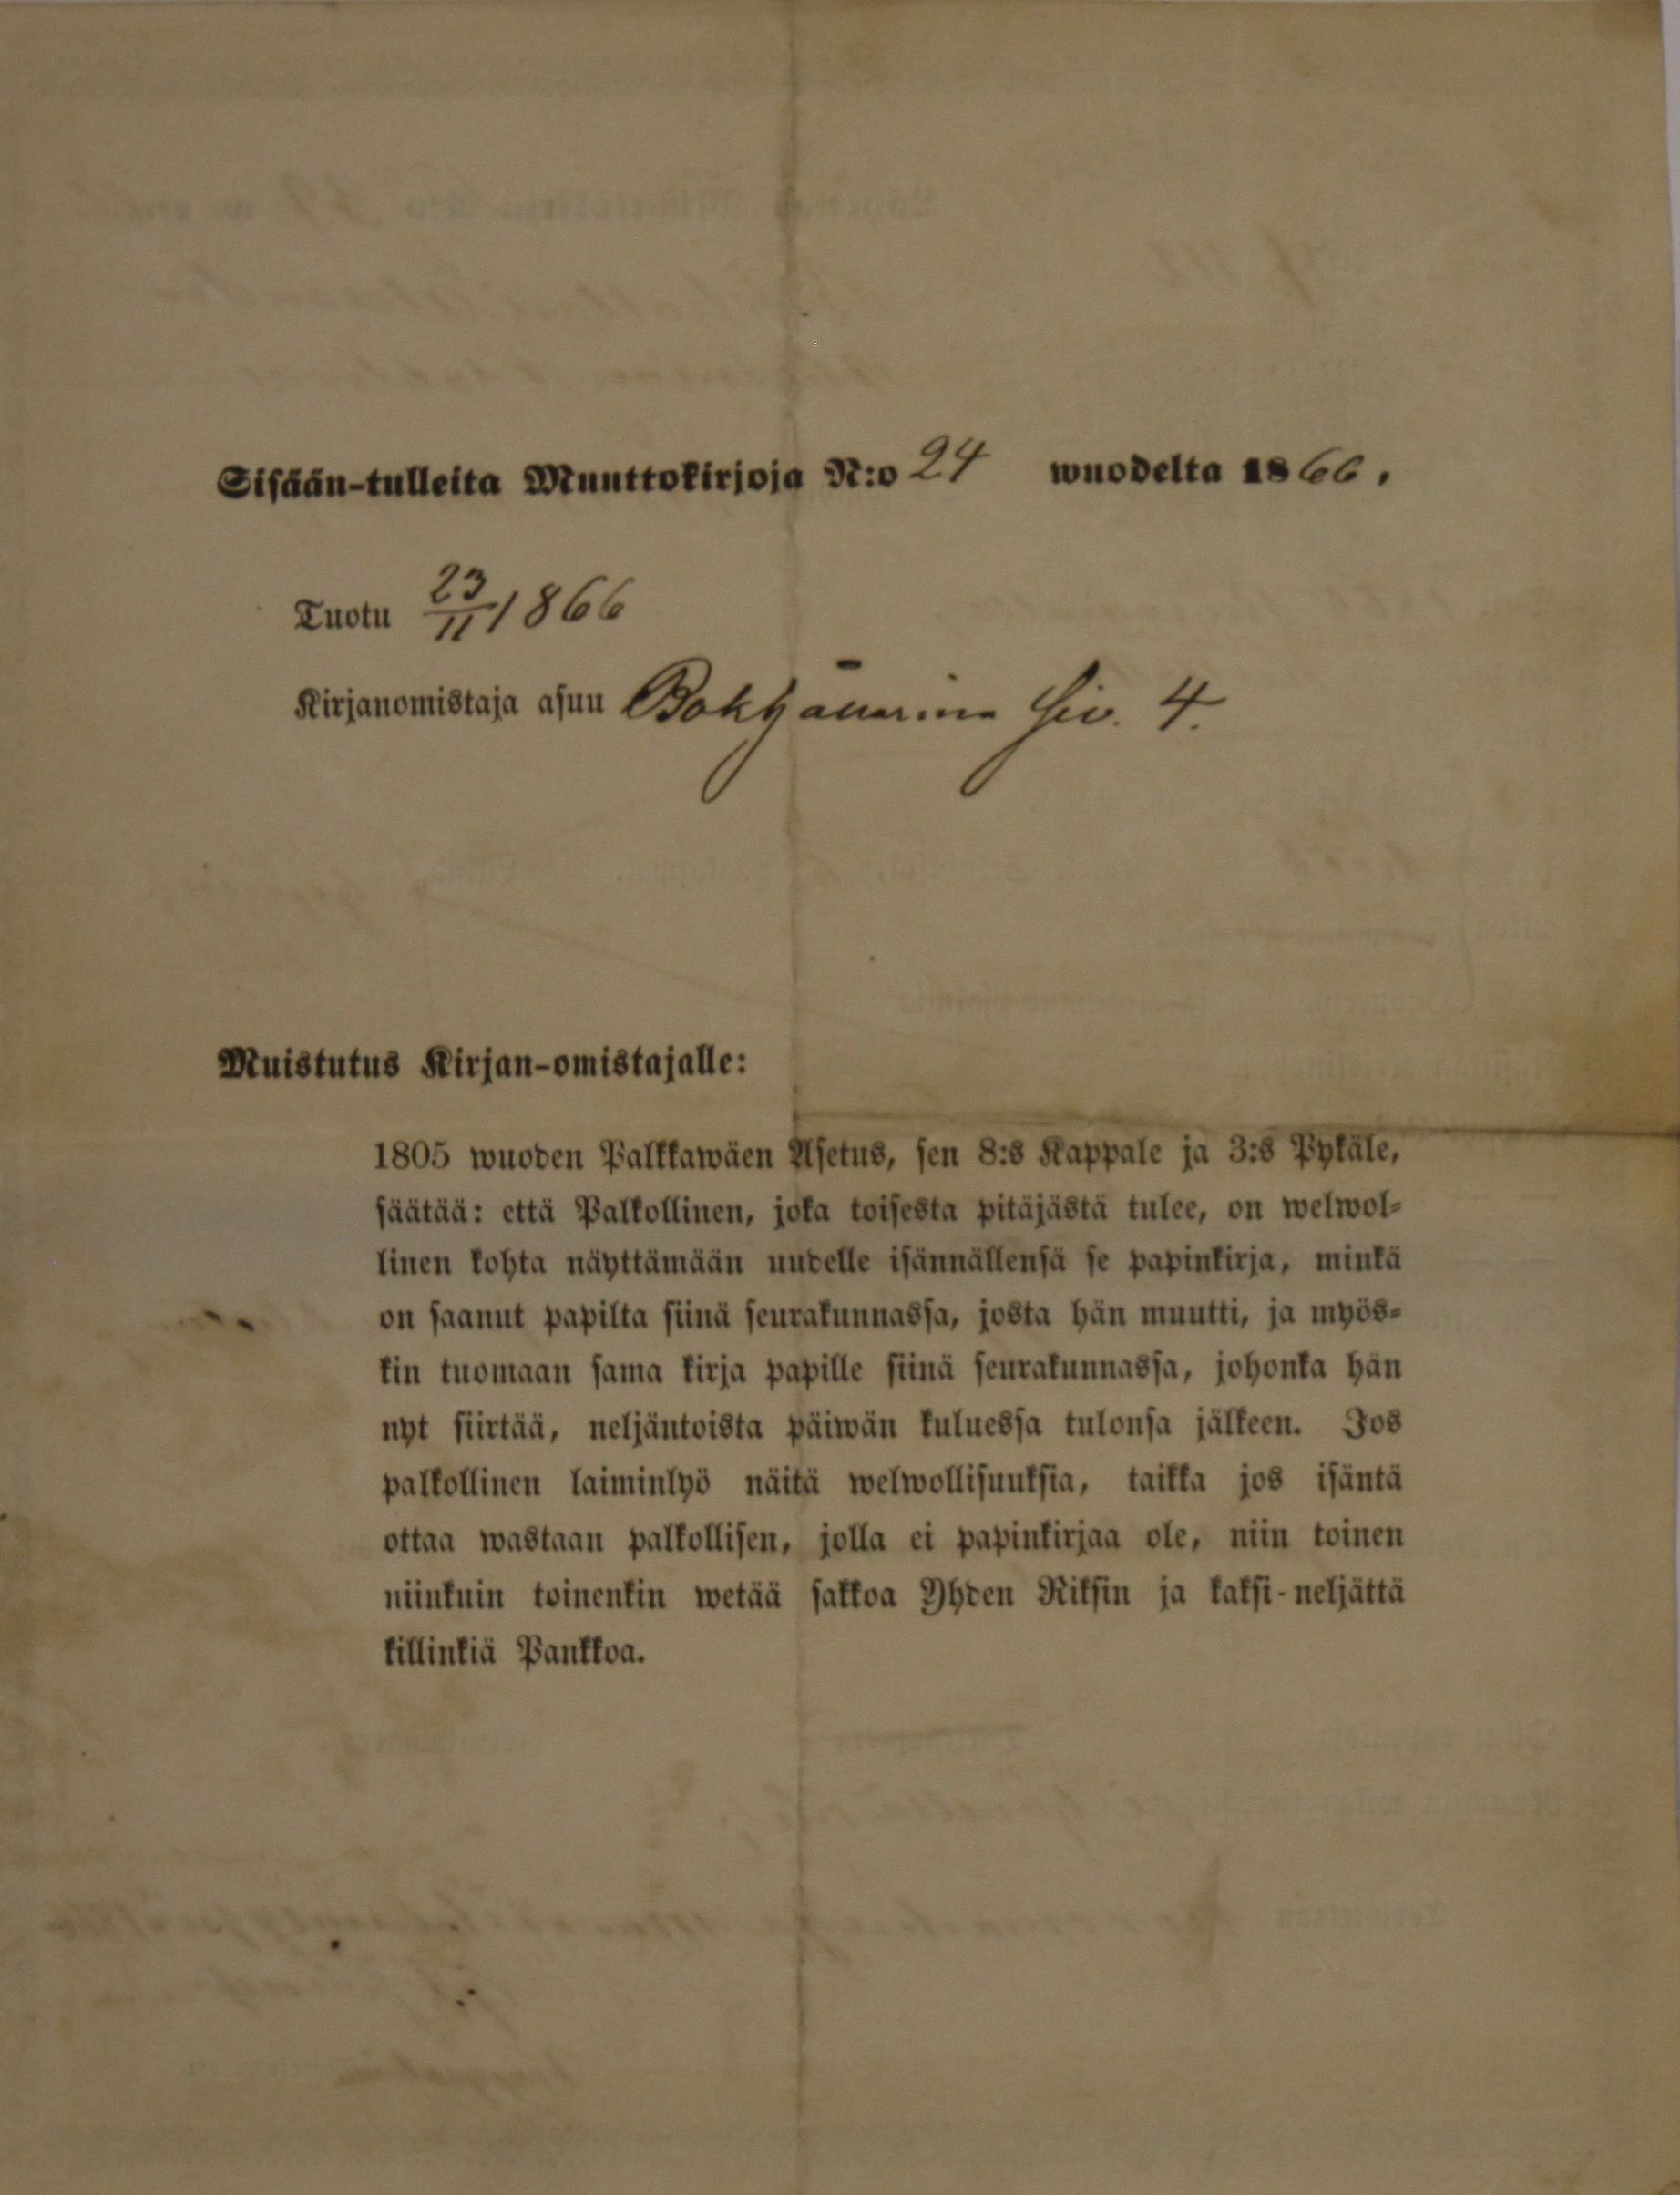 Sisään-tulleita Muuttokirjoja N:o 24 wuodelta 1866.
Tuotu 23/11 1866
Kirjanomistaja asuu Siv. 4.
Muistutus Kirjan-omistajalle:
1805 wuoden Palkkawäen Asetus, sen 8:s Kappale ja 3:s Pykäle,
säätää: että Palkollinen, joka toisesta pitäjästä tulee, on welwol-
linen kohta näyttämään uudelle isännällensä se papinkirja, minkä
on saanut papilta siinä seurakunnassa, josta hän muutti, ja myös-
kin tuomaan sama kirja papille siinä seurakunnassa, johonka hän
nyt siirtää, neljäntoista päiwän kuluessa tulonsa jälkeen. Jos
palkollinen laiminlyö näitä welwollisuuksia, taikka jos isäntä
ottaa wastaan palkollisen, jolla ei papinkirjaa ole, niin toinen
niinkuin toinenkin wetää sakkoa Yhden Riksin ja kaksi-neljättä
killinkiä Pankkoa.